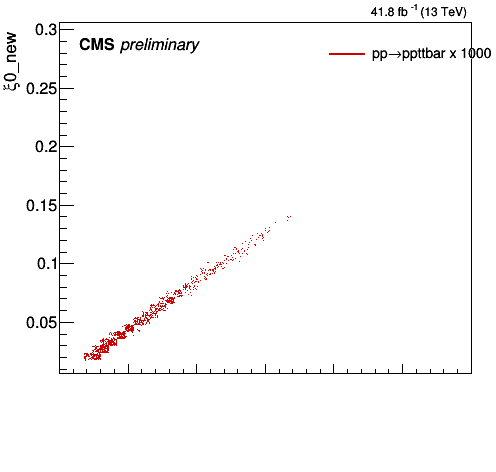 41.8 fb⁻¹ (13 TeV)
CMS preliminary
pp→ppttbar x 1000
ξ0_new
0.3
0.25
0.2
0.15
0.1
0.05